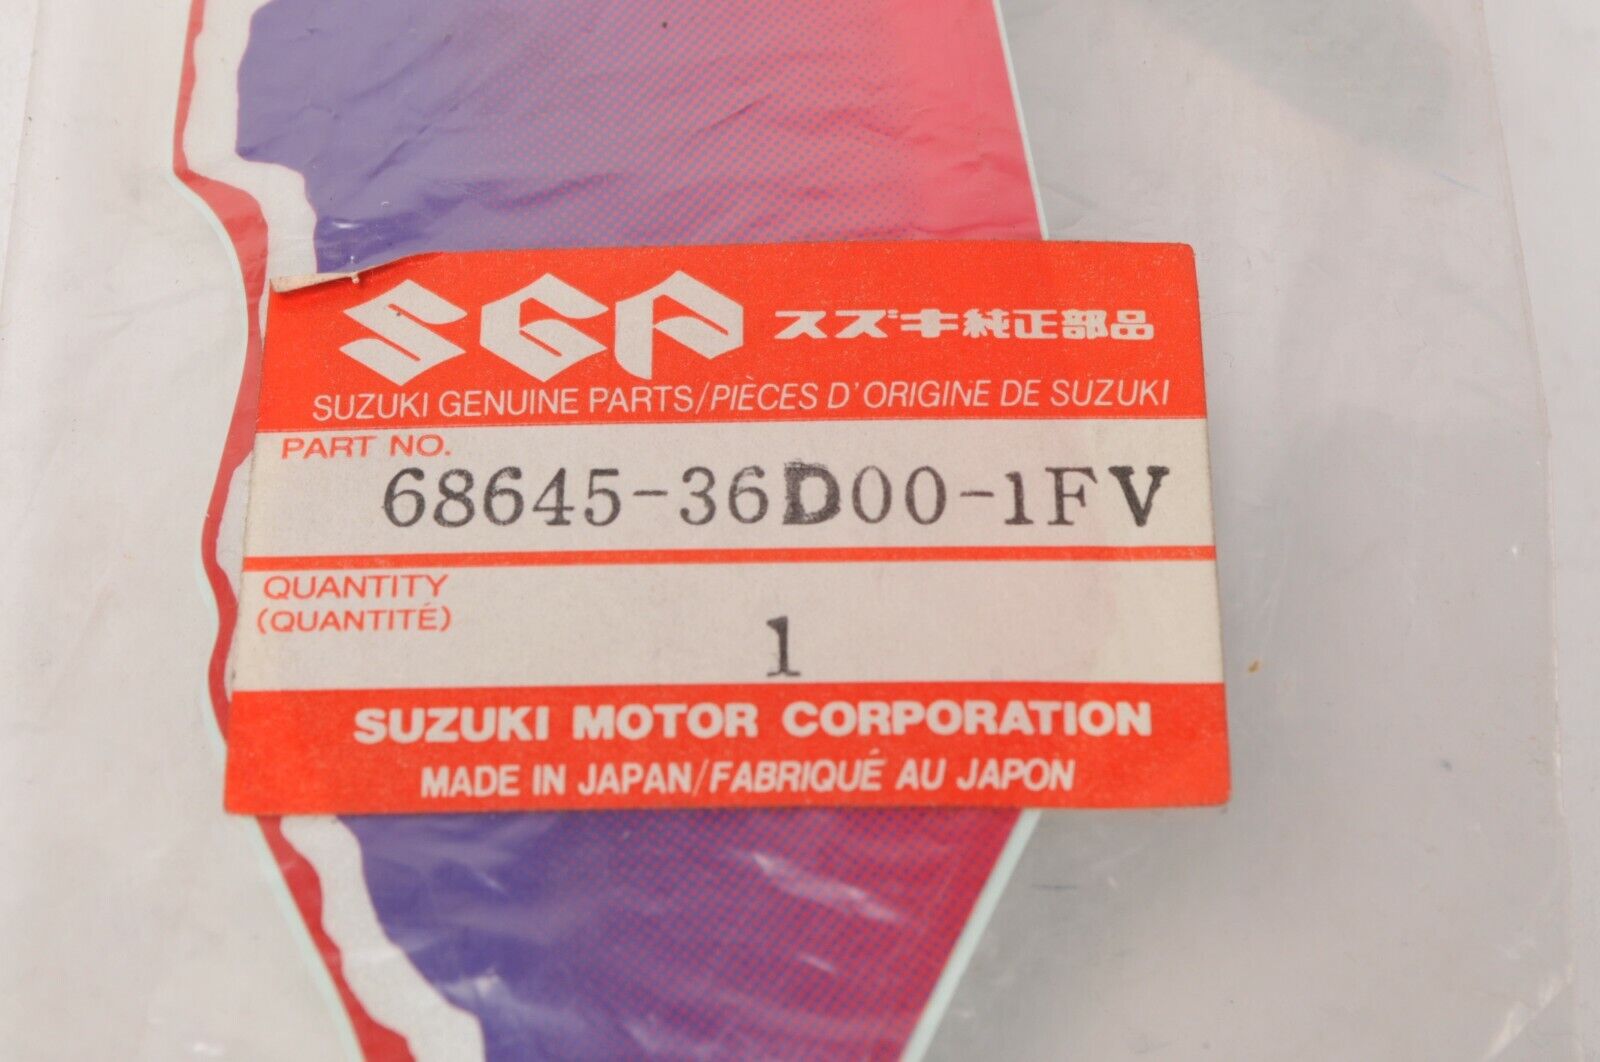 SGP スズキ純正部品
SUZUKI GENUINE PARTS/PIÈCES D'ORIGINE DE SUZUKI
PART NO.
68645-36D00-1FV
QUANTITY
(QUANTITÉ)
1
SUZUKI MOTOR CORPORATION
MADE IN JAPAN/FABRIQUÉ AU JAPON